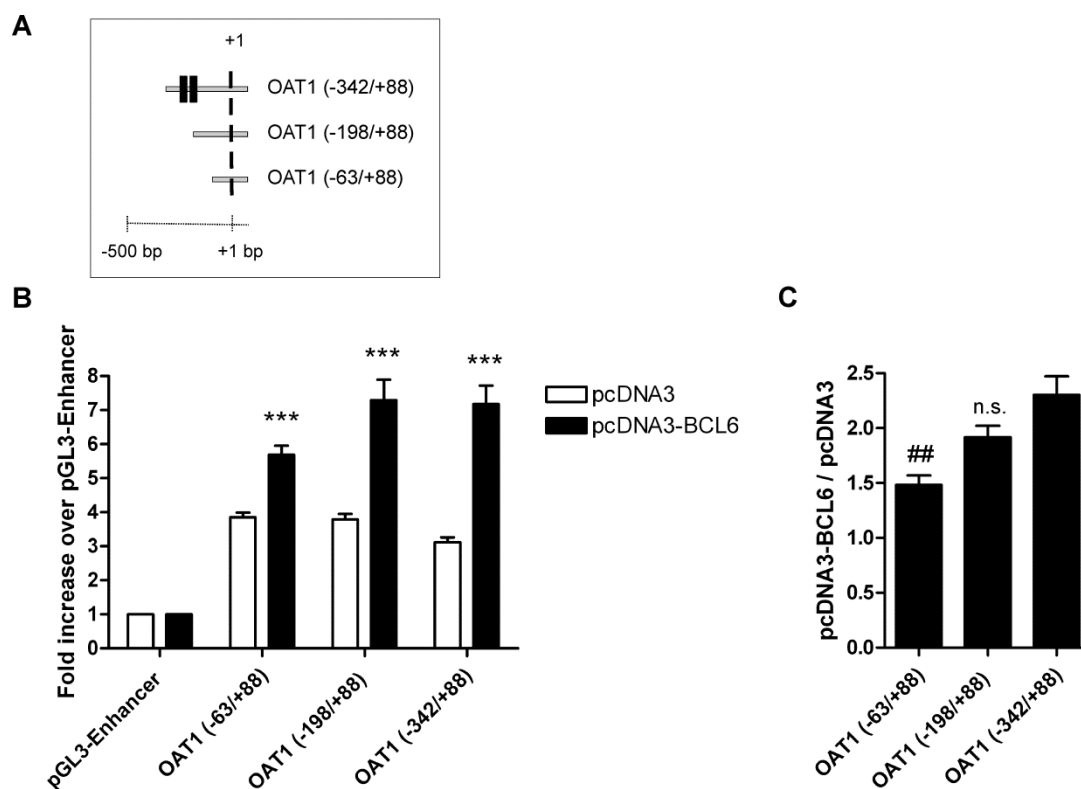 A
+1
OAT1 (-342/+88)
OAT1 (-198/+88)
OAT1 (-63/+88)
-500 bp
+1 bp
B
Fold increase over pGL3-Enhancer
8
7
6
5
4
3
2
1
0
***
***
***
pcDNA3
pcDNA3-BCL6
pGL3-Enhancer
OAT1 (-63/+88)
OAT1 (-198/+88)
OAT1 (-342/+88)
C
pcDNA3-BCL6 / pcDNA3
2.5
2.0
1.5
1.0
0.5
0.0
##
n.s.
OAT1 (-63/+88)
OAT1 (-198/+88)
OAT1 (-342/+88)